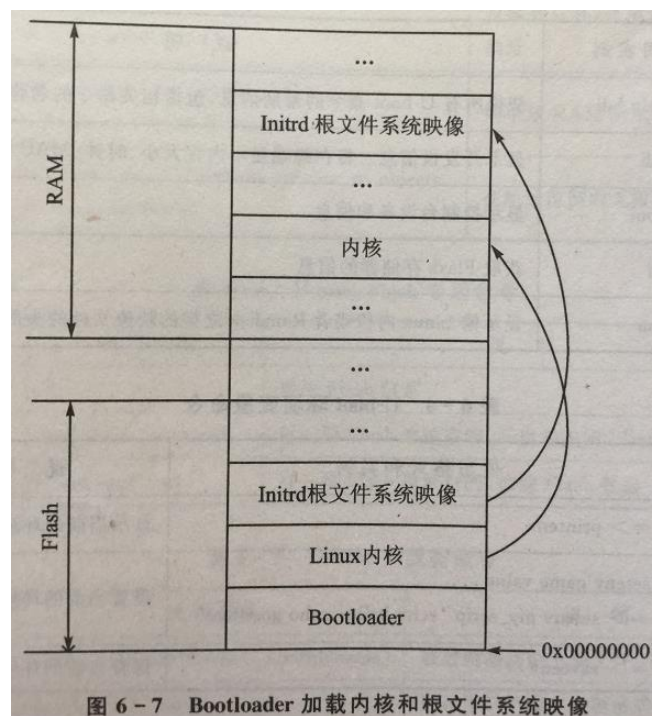 ...
Initrd 根文件系统映像
...
内核
...
...
...
Initrd根文件系统映像
Linux内核
Bootloader
RAM
Flash
0x00000000
图 6-7 Bootloader 加载内核和根文件系统映像